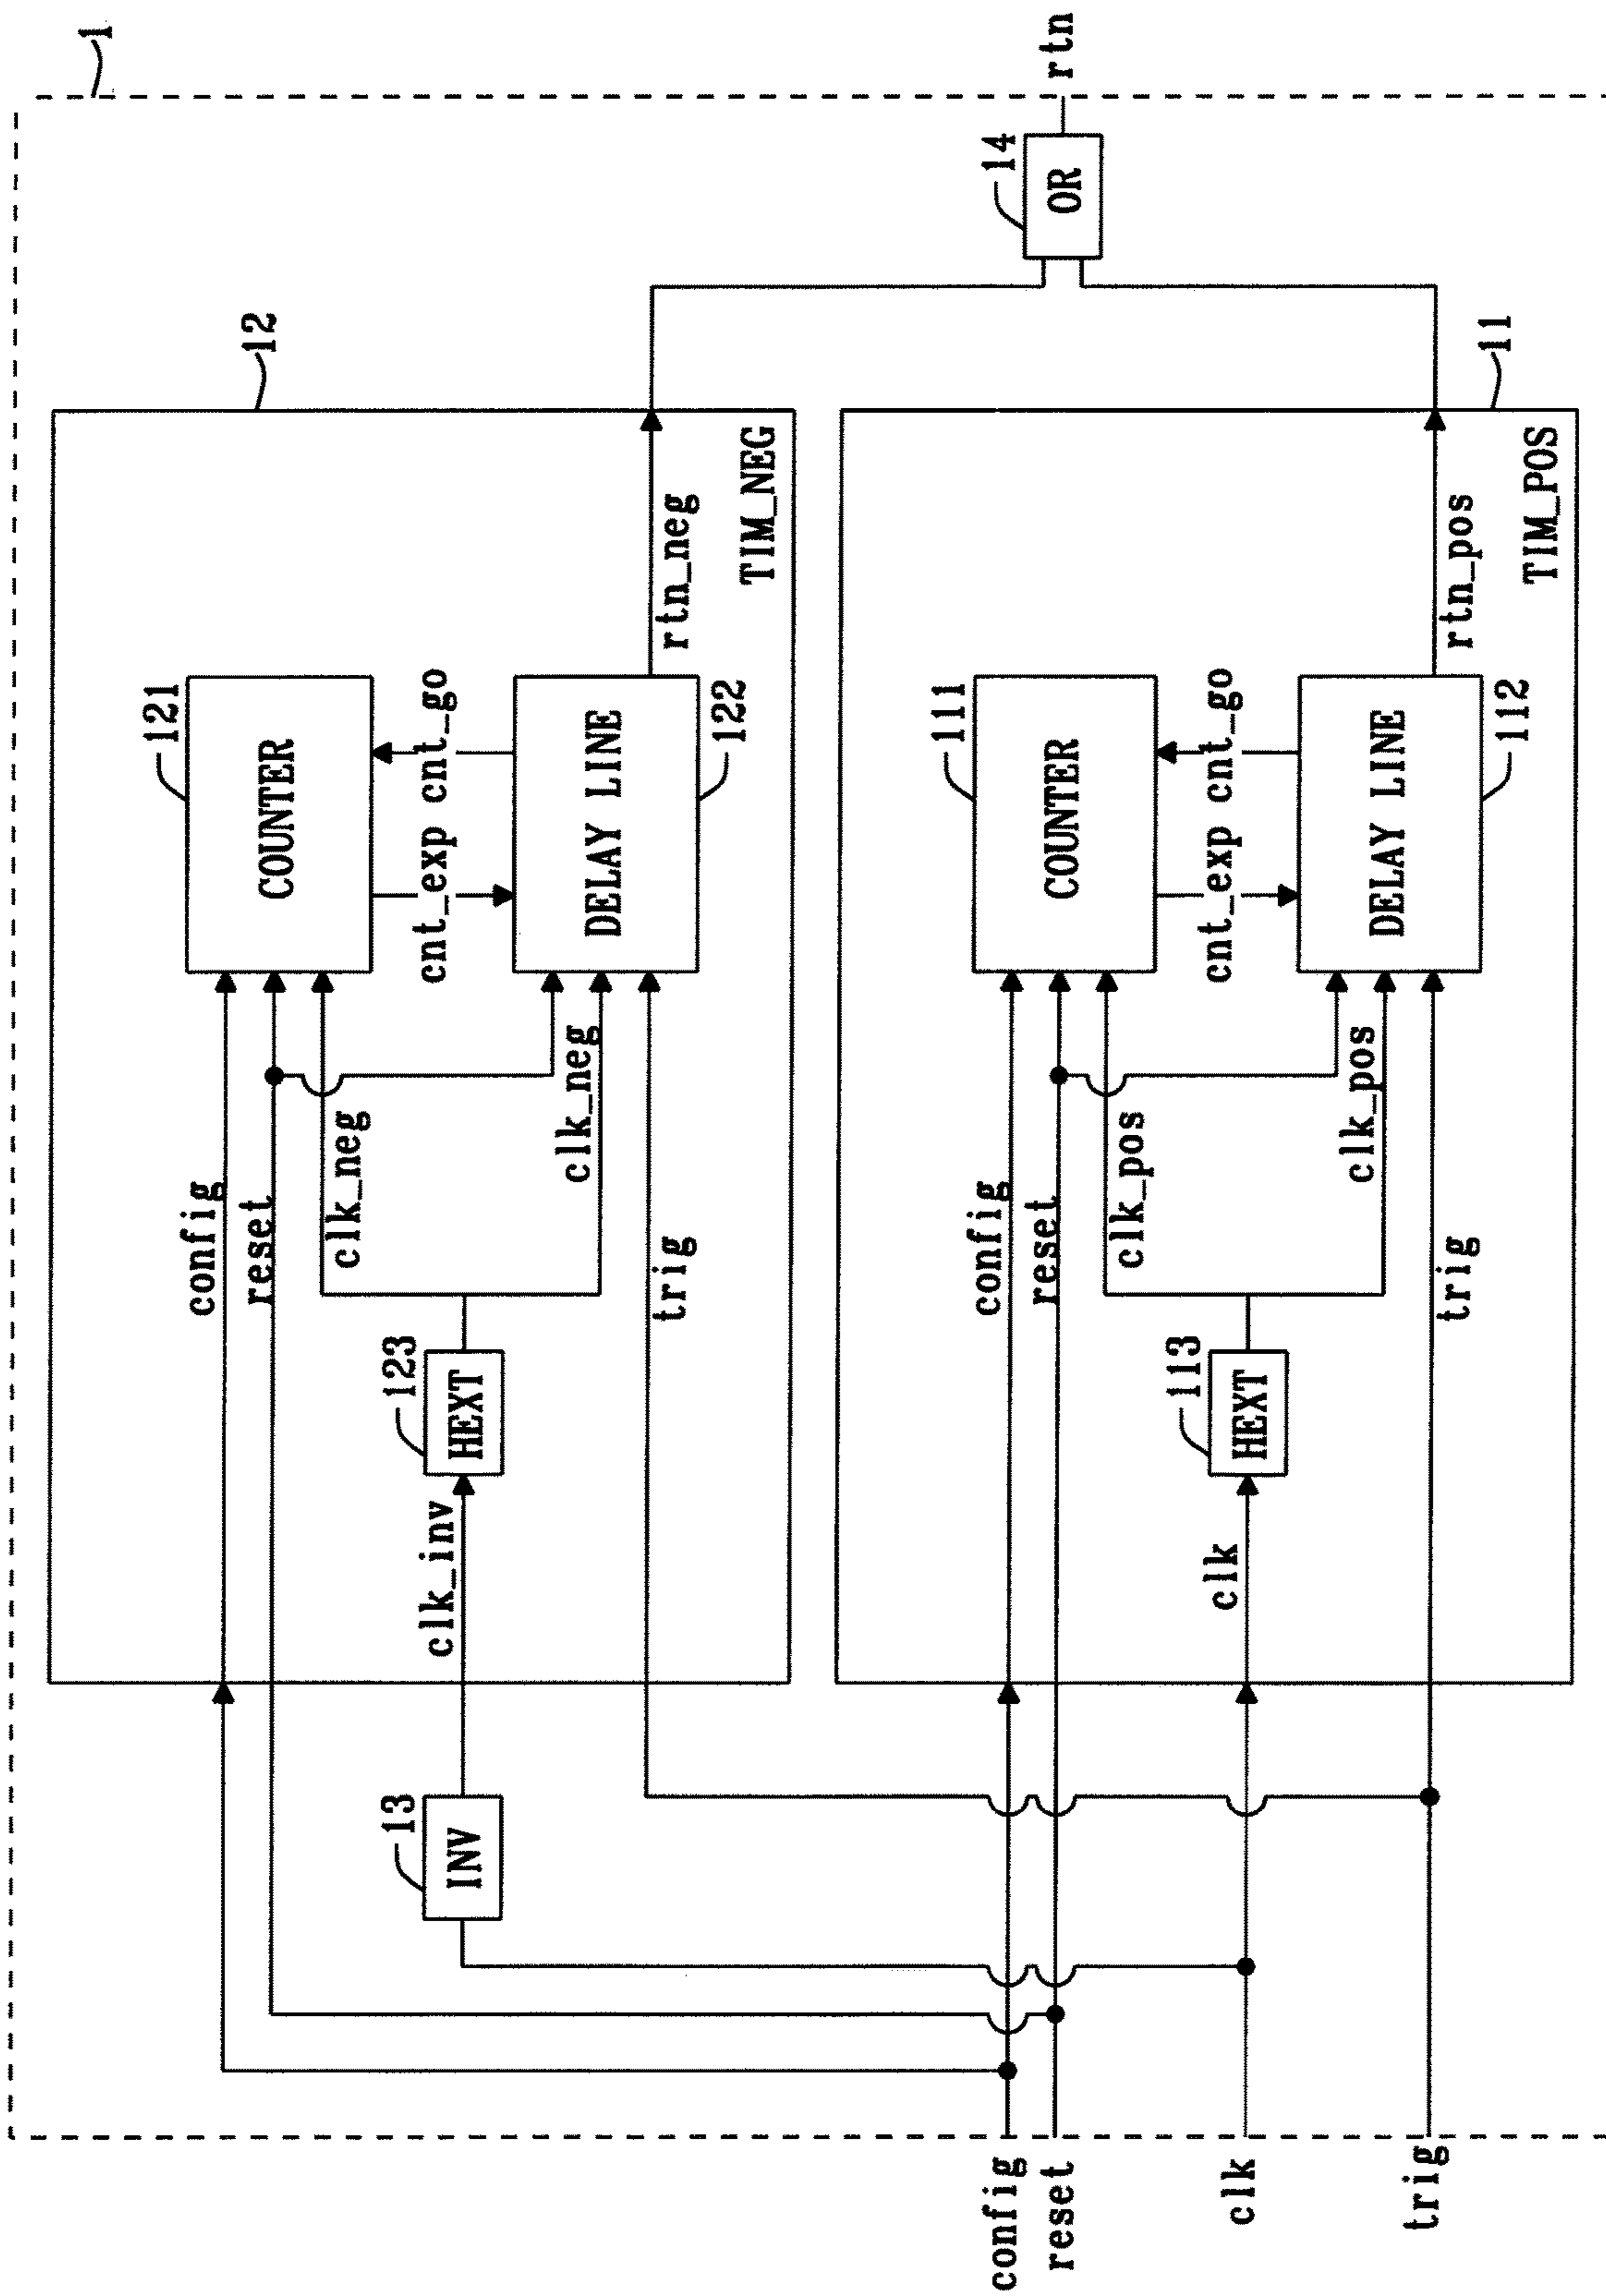 1
12
121
COUNTER
config
reset
clk_neg
cnt_exp
cnt_go
123
HEXT
clk_inv
13
INV
clk_neg
DELAY LINE
122
trig
rtn_neg
TIM_NEG
14
OR
rtn
111
COUNTER
config
reset
clk_pos
cnt_exp
cnt_go
113
HEXT
clk
clk_pos
DELAY LINE
112
trig
rtn_pos
11
TIM_POS
config
reset
clk
trig